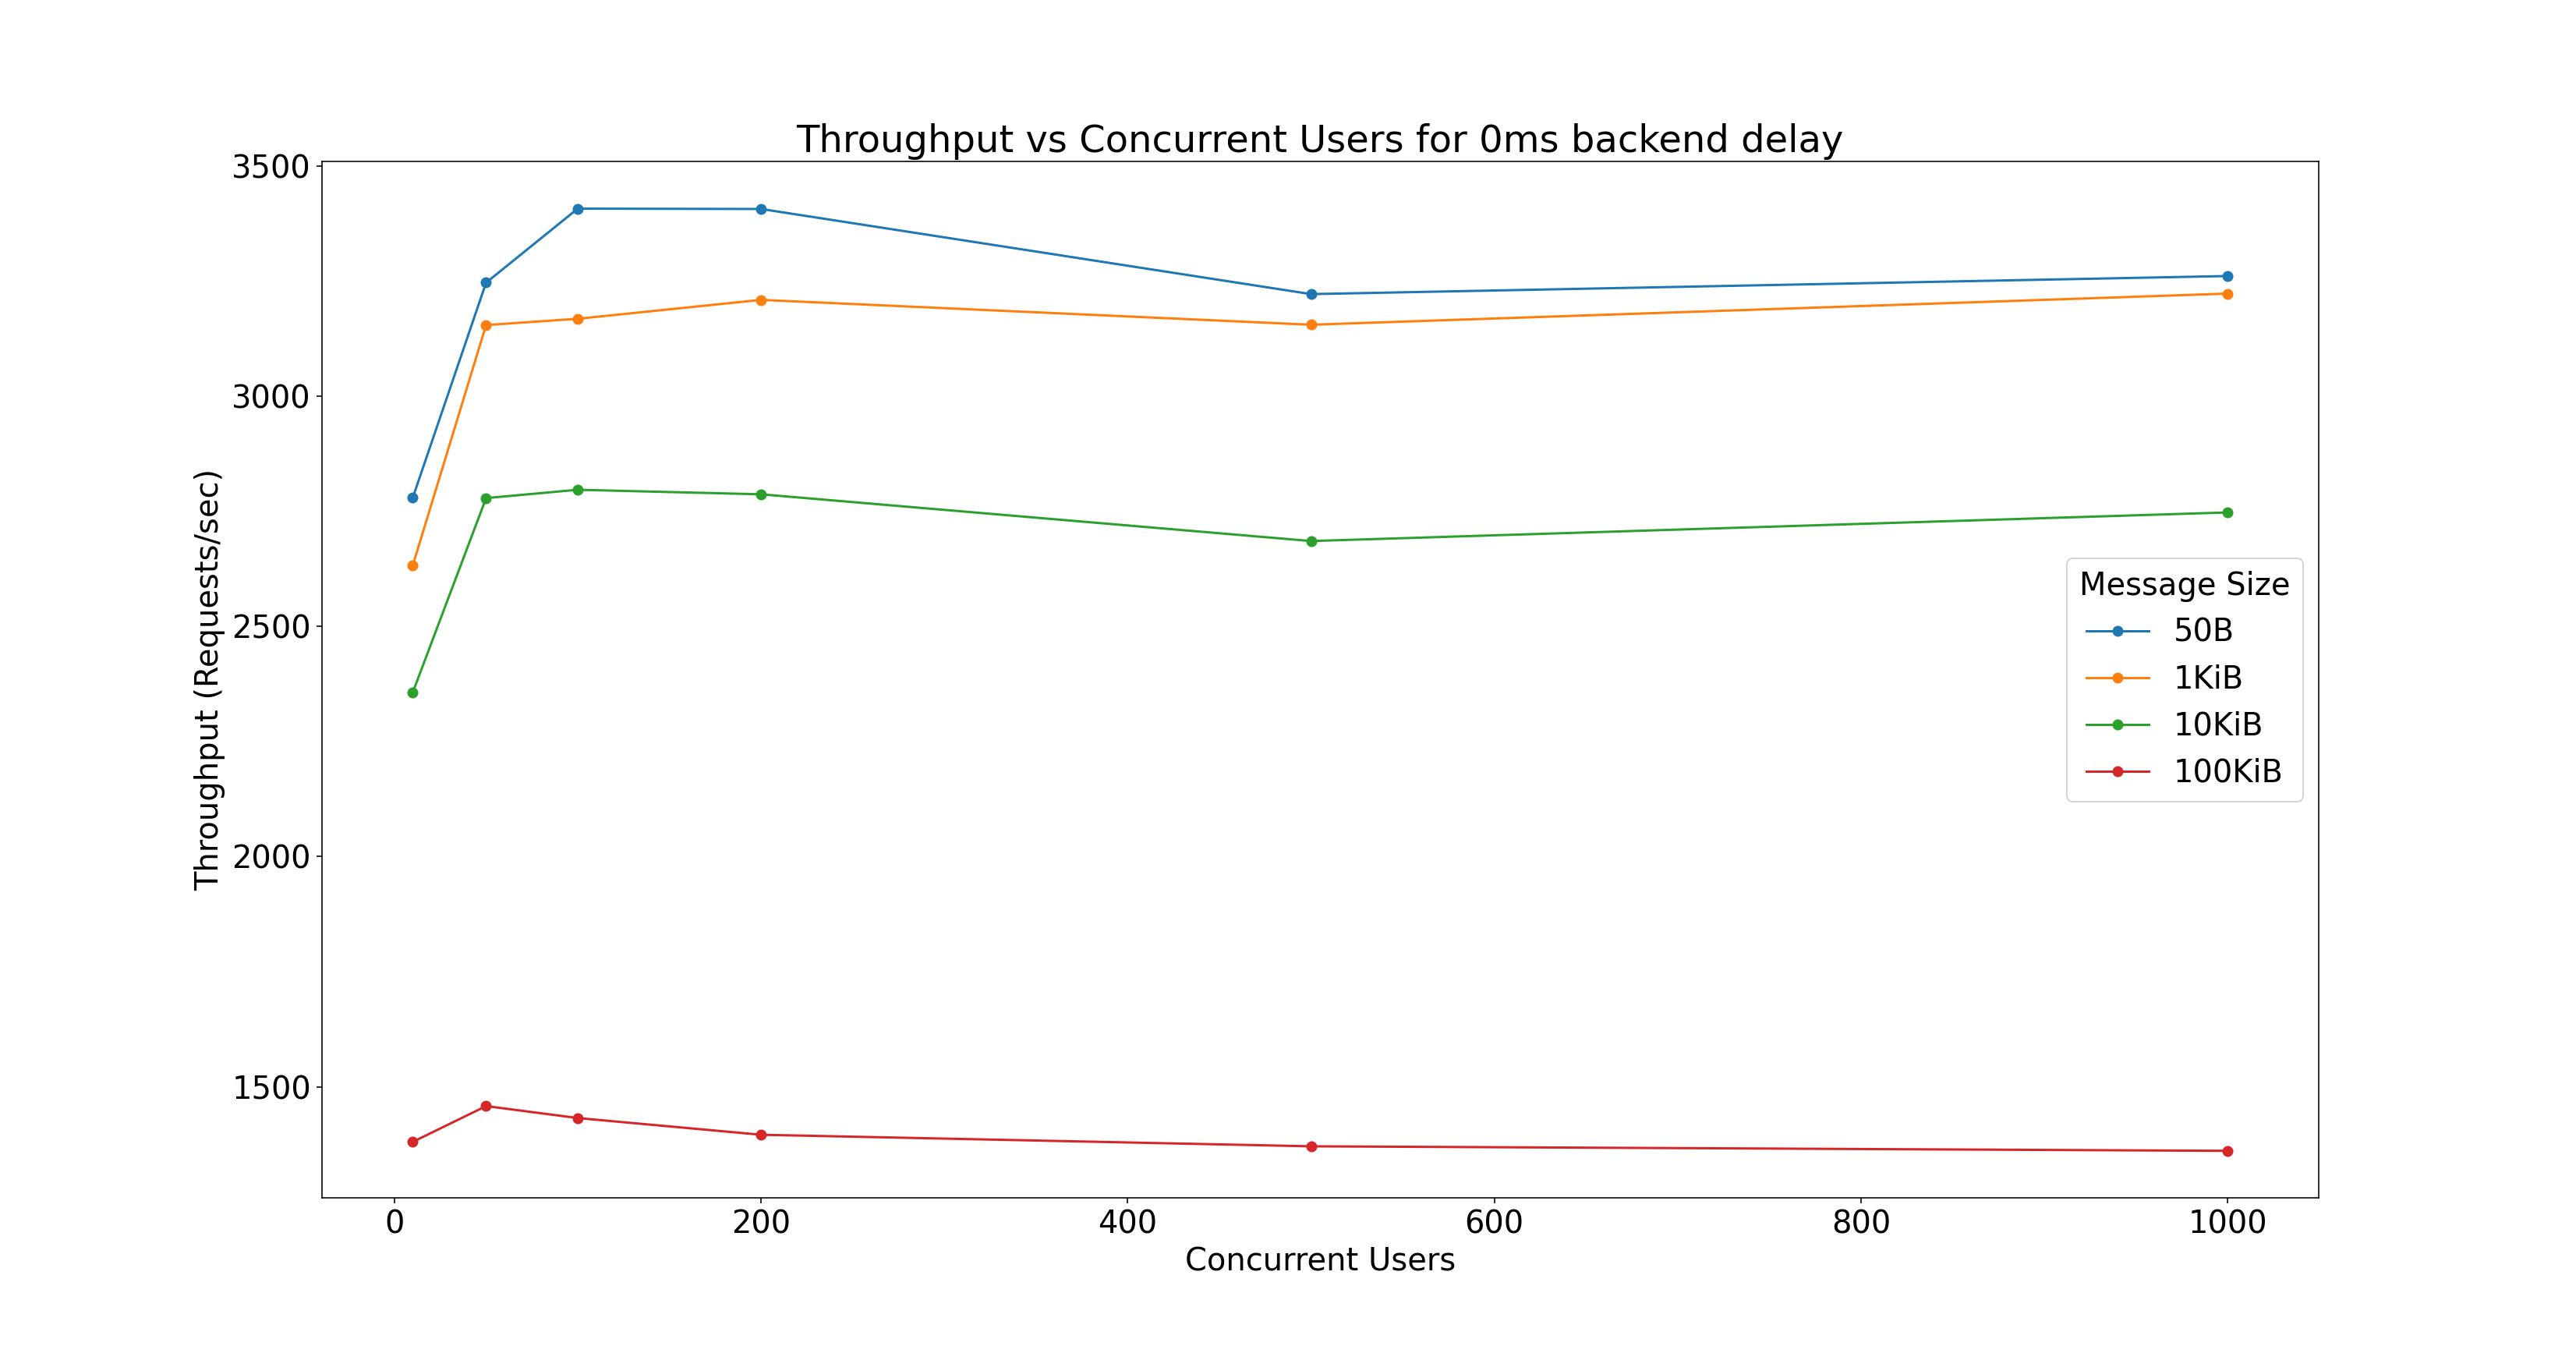 Throughput vs Concurrent Users for 0ms backend delay
3500
3000
2500
2000
1500
Throughput (Requests/sec)
Message Size
50B
1KiB
10KiB
100KiB
0 200 400 600 800 1000
Concurrent Users